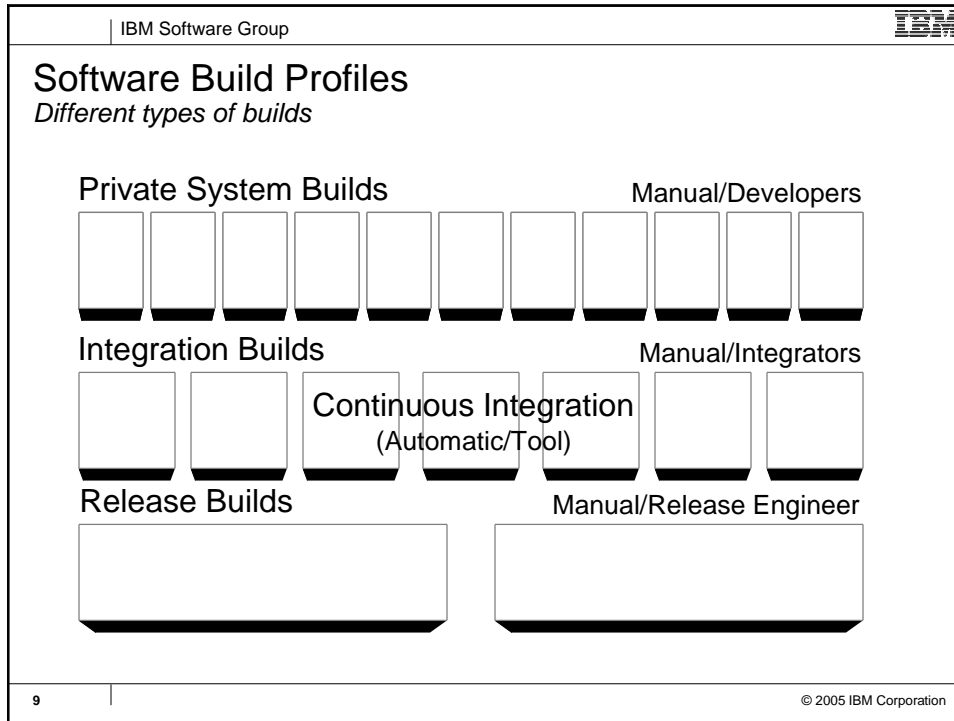 IBM Software Group
IBM
Software Build Profiles
Different types of builds
Private System Builds
Manual/Developers
Integration Builds
Manual/Integrators
Continuous Integration
(Automatic/Tool)
Release Builds
Manual/Release Engineer
9
© 2005 IBM Corporation